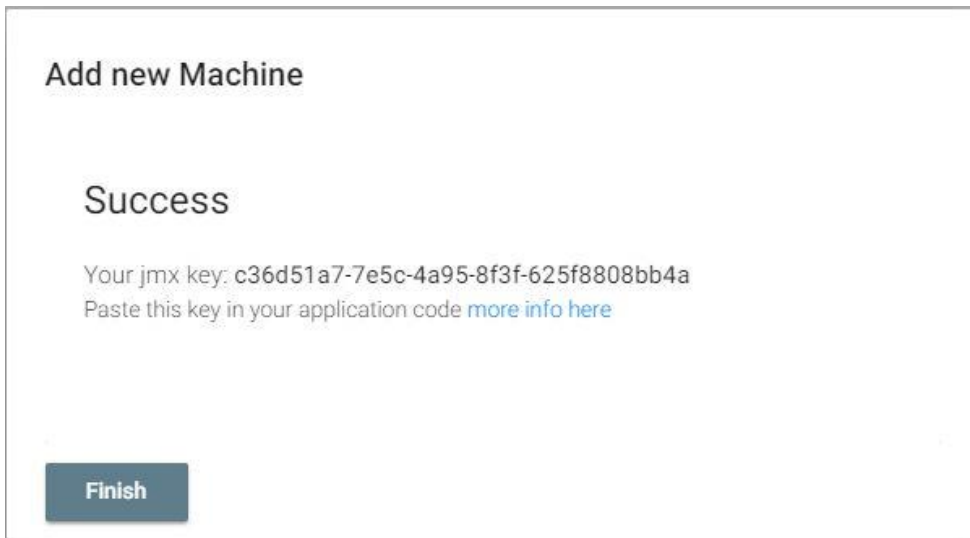 Add new Machine
Success
Your jmx key: c36d51a7-7e5c-4a95-8f3f-625f8808bb4a
Paste this key in your application code more info here
Finish